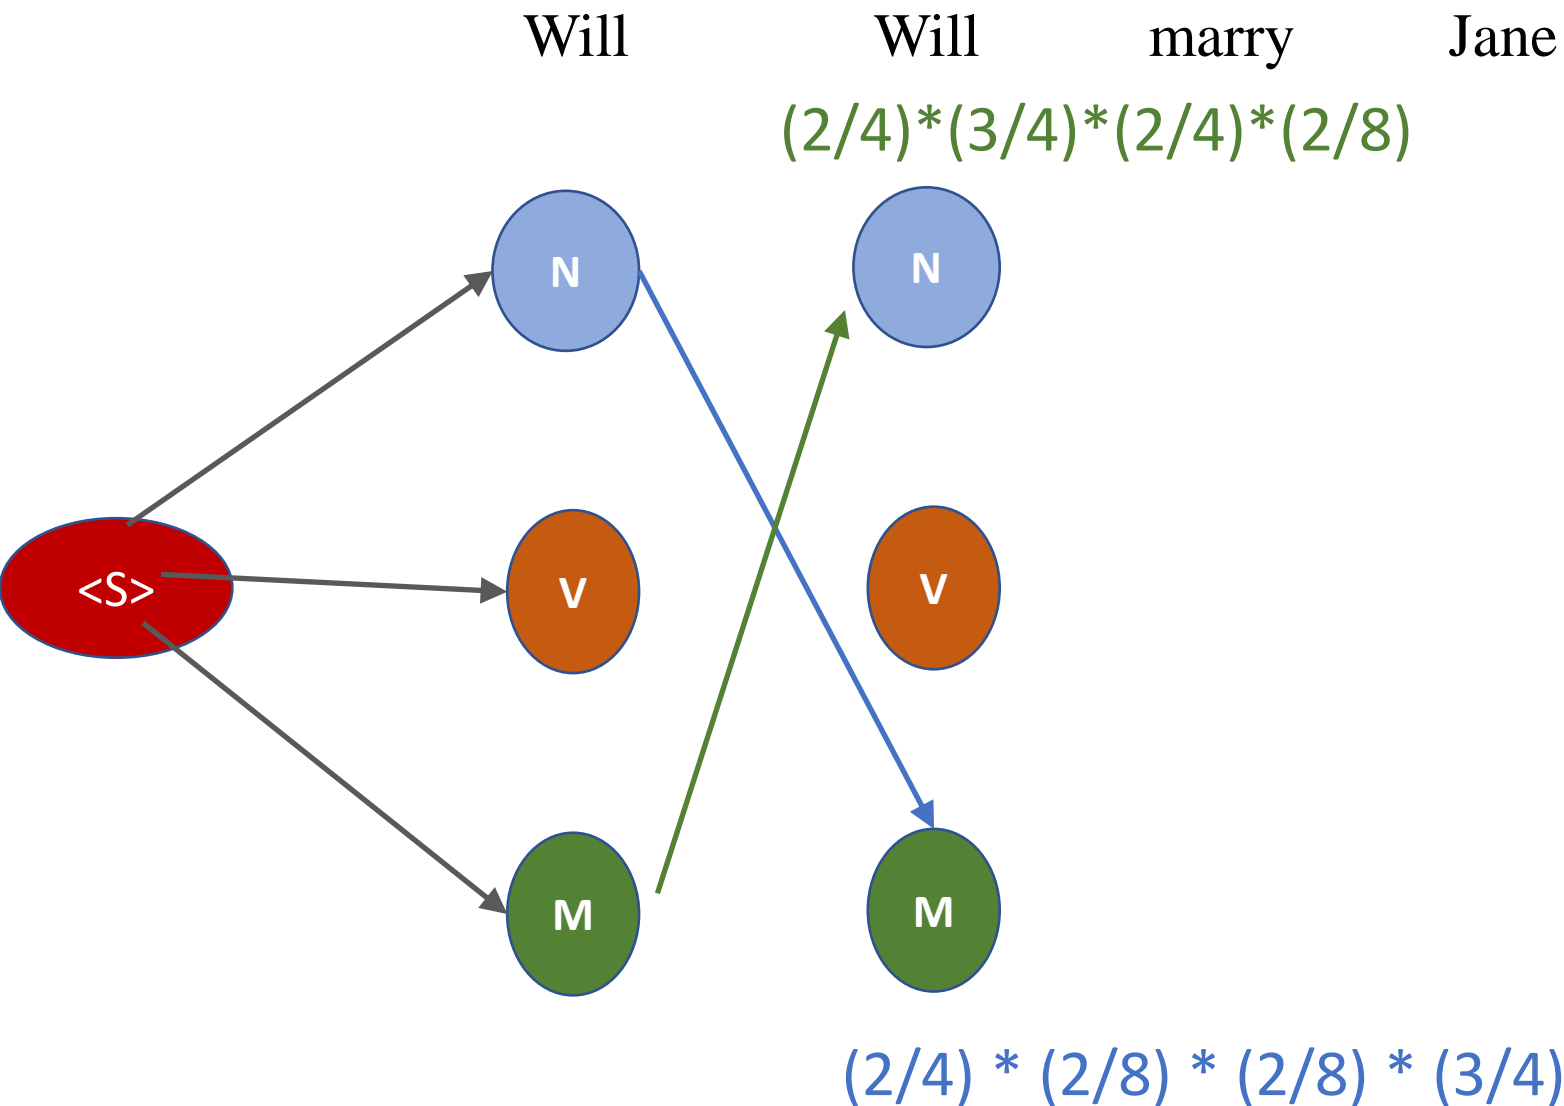 Will Will marry Jane
(2/4)*(3/4)*(2/4)*(2/8)
N N
<S> V V
M M
(2/4) * (2/8) * (2/8) * (3/4)